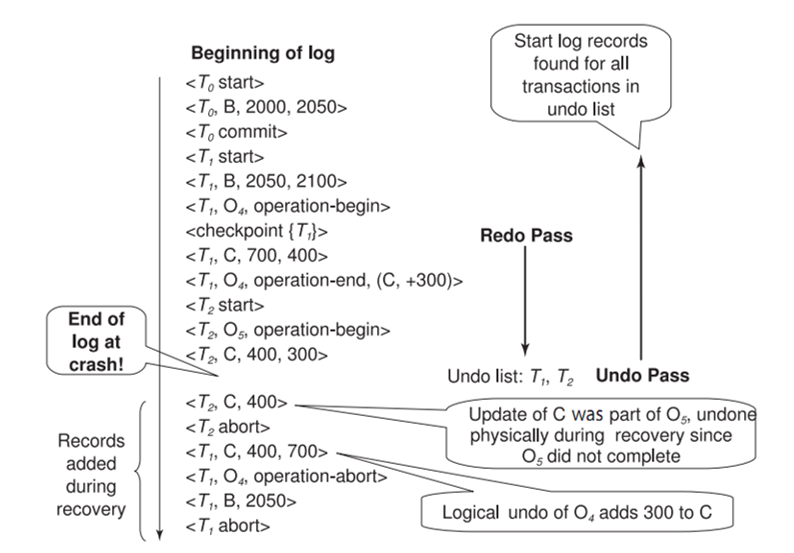 Beginning of log
<T0 start>
<T0, B, 2000, 2050>
<T0 commit>
<T1 start>
<T1, B, 2050, 2100>
<T1, O4, operation-begin>
<checkpoint {T1}>
<T1, C, 700, 400>
<T1, O4, operation-end, (C, +300)>
<T2 start>
<T2, O5, operation-begin>
<T2, C, 400, 300>
Start log records
found for all
transactions in
undo list
Redo Pass
End of
log at
crash!
Undo list: T1, T2
Undo Pass
<T2, C, 400>
<T2 abort>
<T1, C, 400, 700>
<T1, O4, operation-abort>
<T1, B, 2050>
<T1 abort>
Records
added
during
recovery
Update of C was part of O5, undone
physically during recovery since
O5 did not complete
Logical undo of O4 adds 300 to C